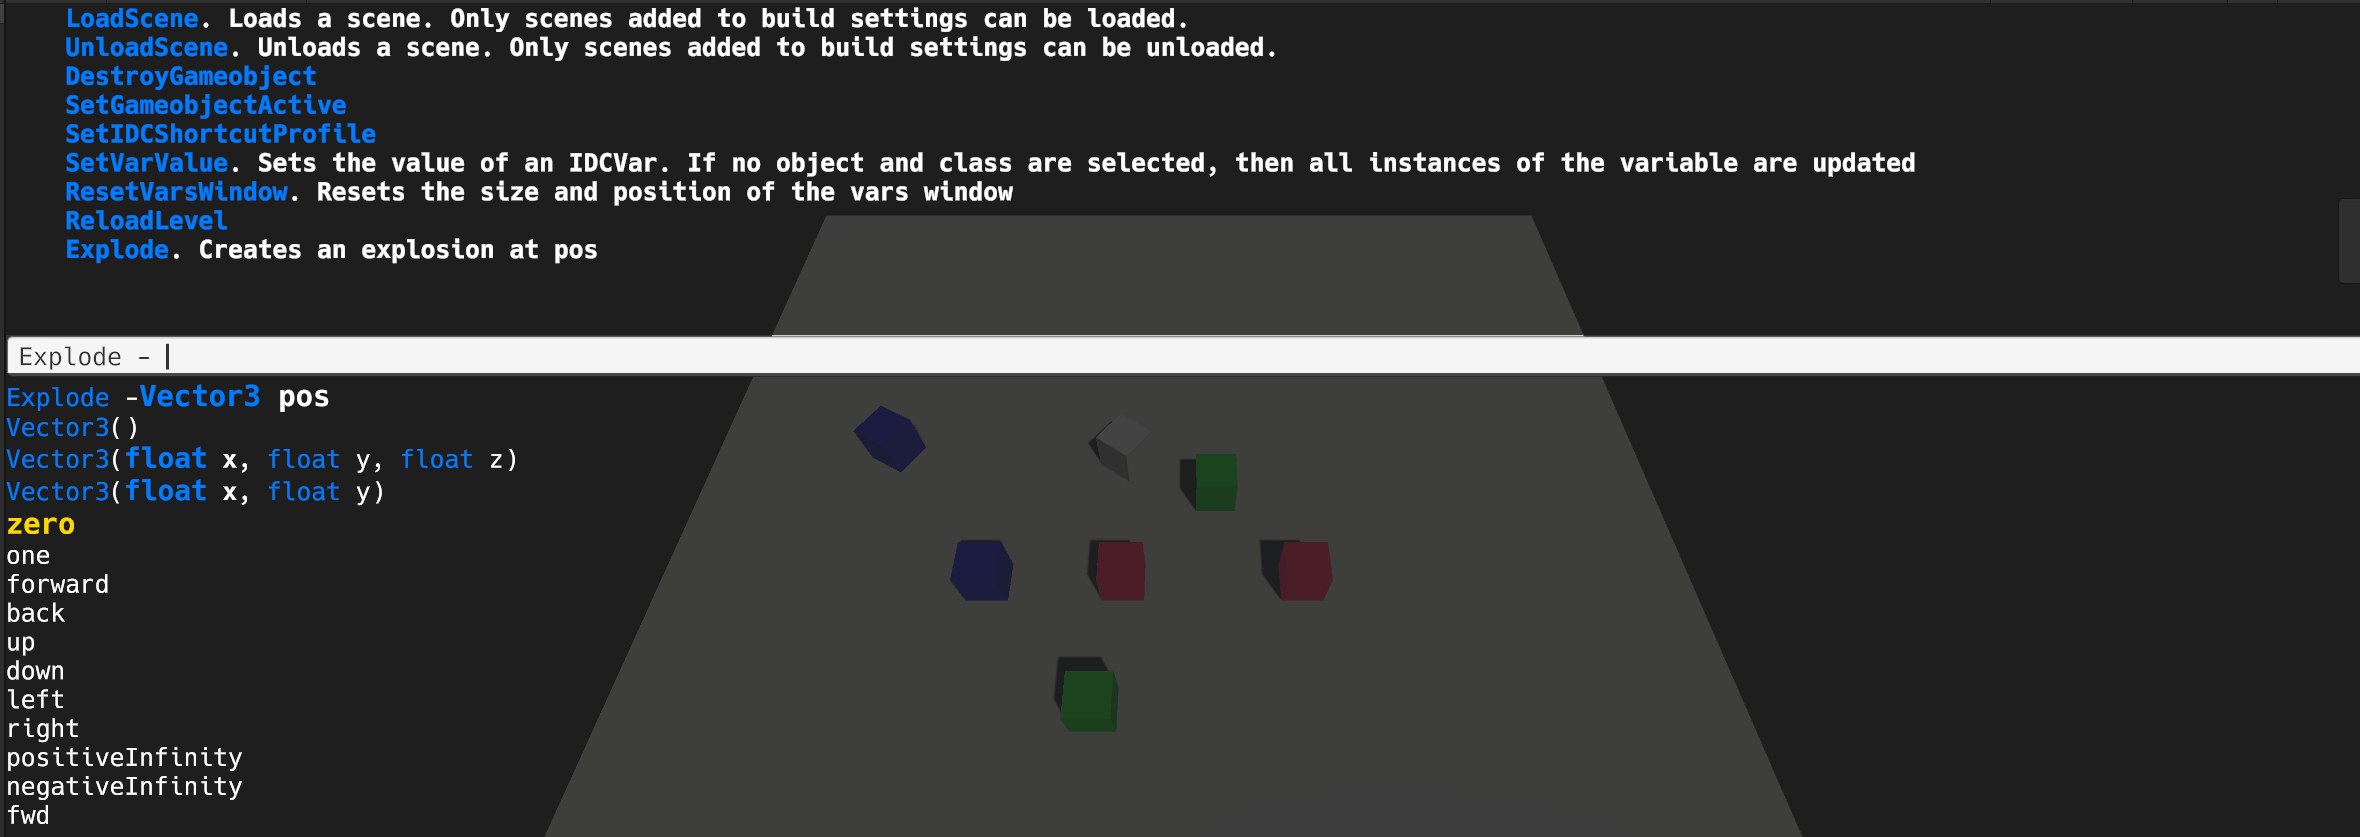 LoadScene. Loads a scene. Only scenes added to build settings can be loaded.
UnloadScene. Unloads a scene. Only scenes added to build settings can be unloaded.
DestroyGameobject
SetGameobjectActive
SetIDCShortcutProfile
SetVarValue. Sets the value of an IDCVar. If no object and class are selected, then all instances of the variable are updated
ResetVarsWindow. Resets the size and position of the vars window
ReloadLevel
Explode. Creates an explosion at pos
Explode -
Explode -Vector3 pos
Vector3()
Vector3(float x, float y, float z)
Vector3(float x, float y)
zero
one
forward
back
up
down
left
right
positiveInfinity
negativeInfinity
fwd